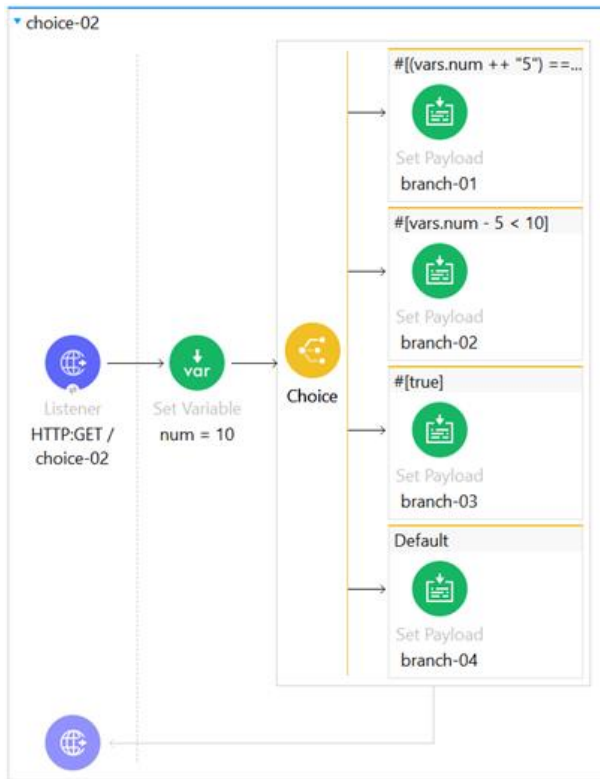 choice-02
#[(vars.num ++ "5") ==...
Set Payload
branch-01
#[vars.num - 5 < 10]
Set Payload
branch-02
Listener
HTTP:GET /
choice-02
var
Set Variable
num = 10
Choice
#[true]
Set Payload
branch-03
Default
Set Payload
branch-04